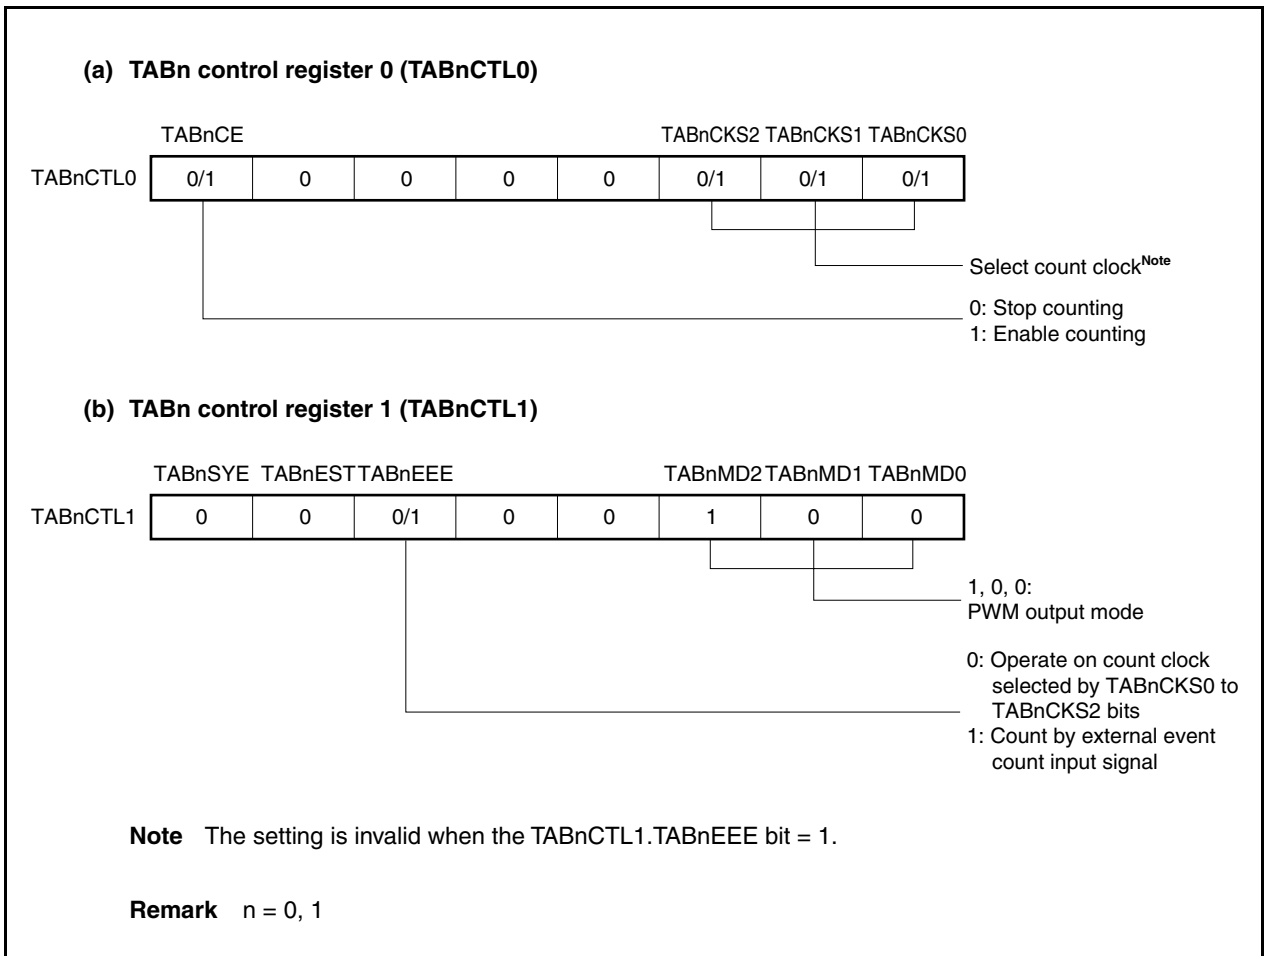 (a) TABn control register 0 (TABnCTL0)
TABnCE TABnCKS2 TABnCKS1 TABnCKS0
TABnCTL0 0/1 0 0 0 0 0/1 0/1 0/1
Select count clockNote
0: Stop counting
1: Enable counting
(b) TABn control register 1 (TABnCTL1)
TABnSYE TABnEST TABnEEE TABnMD2 TABnMD1 TABnMD0
TABnCTL1 0 0 0/1 0 0 1 0 0
1, 0, 0:
PWM output mode
0: Operate on count clock
selected by TABnCKS0 to
TABnCKS2 bits
1: Count by external event
count input signal
Note The setting is invalid when the TABnCTL1.TABnEEE bit = 1.
Remark n = 0, 1